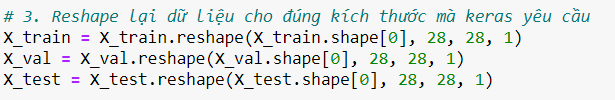 # 3. Reshape lại dữ liệu cho đúng kích thước mà keras yêu cầu
X_train = X_train.reshape(X_train.shape[0], 28, 28, 1)
X_val = X_val.reshape(X_val.shape[0], 28, 28, 1)
X_test = X_test.reshape(X_test.shape[0], 28, 28, 1)